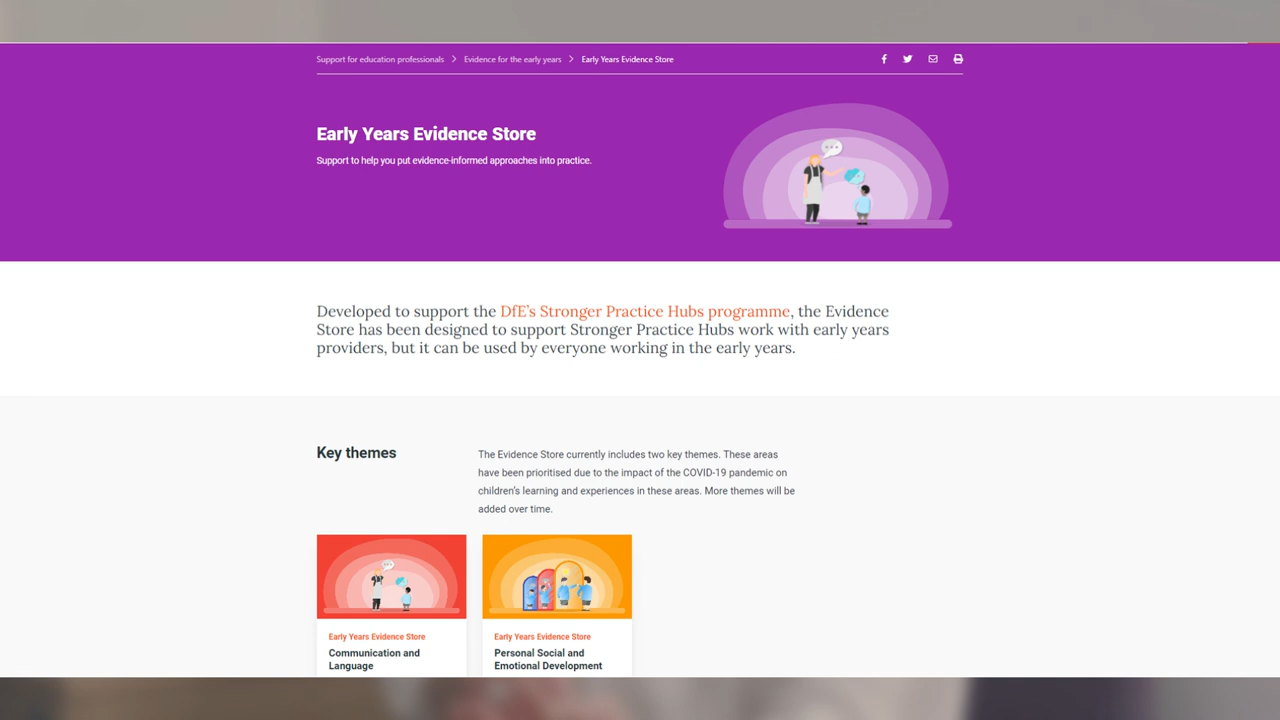 Support for education professionals > Evidence for the early years > Early Years Evidence Store
Early Years Evidence Store
Support to help you put evidence-informed approaches into practice.
Developed to support the DfE's Stronger Practice Hubs programme, the Evidence
Store has been designed to support Stronger Practice Hubs work with early years
providers, but it can be used by everyone working in the early years.
Key themes
The Evidence Store currently includes two key themes. These areas
have been prioritised due to the impact of the COVID-19 pandemic on
children's learning and experiences in these areas. More themes will be
added over time.
Early Years Evidence Store
Communication and
Language
Early Years Evidence Store
Personal Social and
Emotional Development